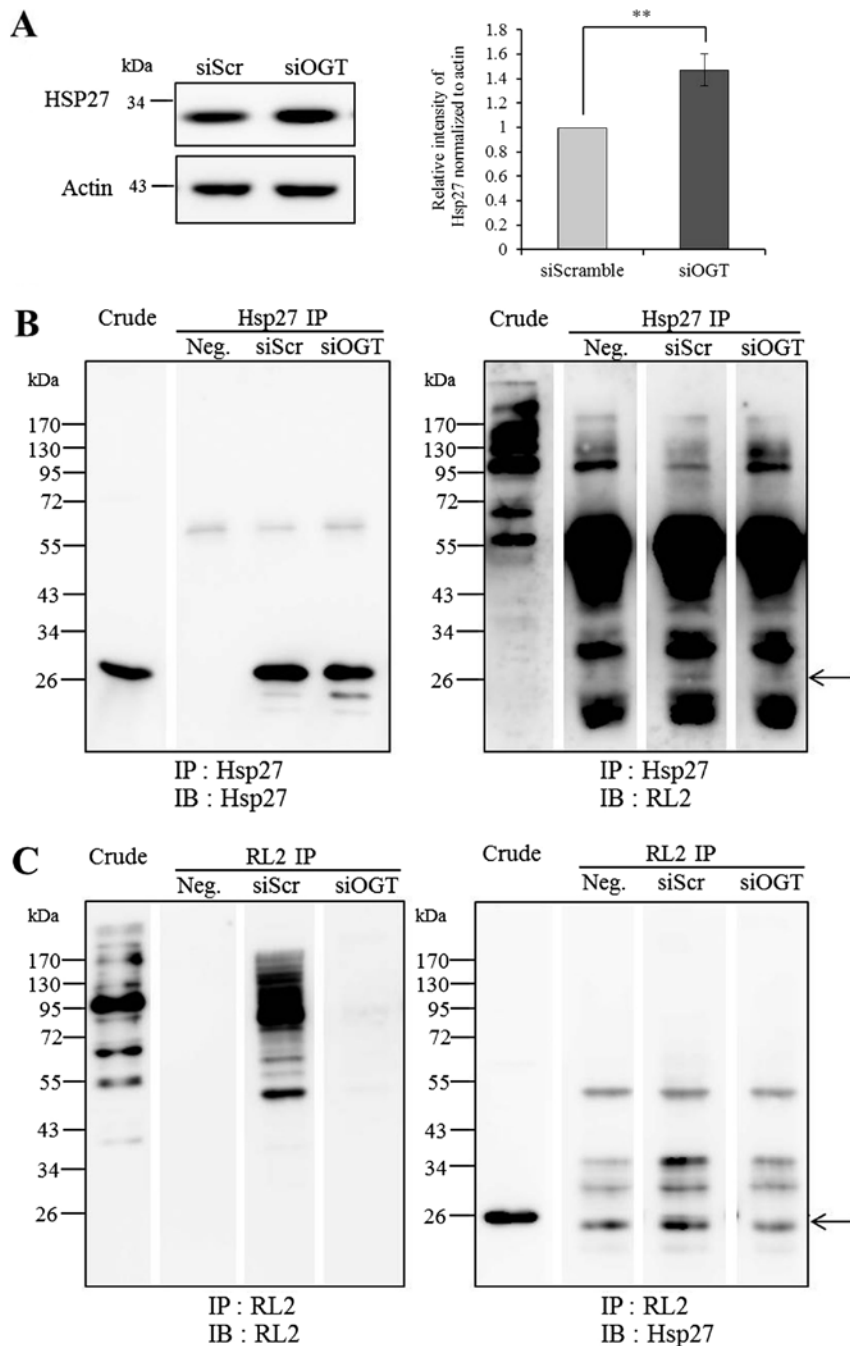 A
kDa
siScr siOGT
HSP27
34
Actin
43
Relative intensity of
Hsp27 normalized to actin
1.8
1.6
1.4
1.2
1
0.8
0.6
0.4
0.2
0
**
siScramble siOGT
B
Crude
Hsp27 IP
Neg. siScr siOGT
kDa
170
130
95
72
55
43
34
26
IP : Hsp27
IB : Hsp27
Crude
Hsp27 IP
Neg. siScr siOGT
kDa
170
130
95
72
55
43
34
26
IP : Hsp27
IB : RL2
C
Crude
RL2 IP
Neg. siScr siOGT
kDa
170
130
95
72
55
43
34
26
IP : RL2
IB : RL2
Crude
RL2 IP
Neg. siScr siOGT
kDa
170
130
95
72
55
43
34
26
IP : RL2
IB : Hsp27